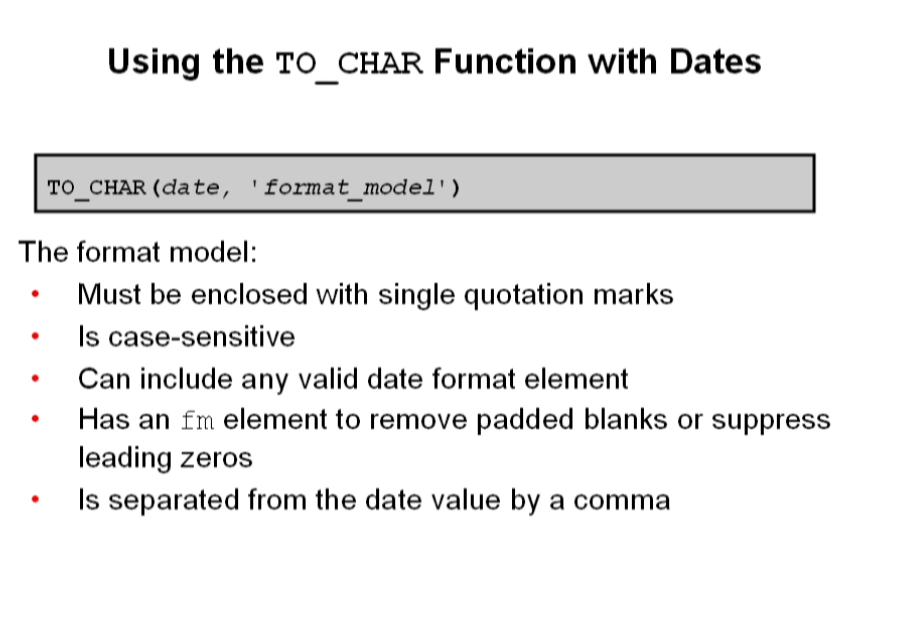 Using the TO_CHAR Function with Dates
TO_CHAR(date, 'format_model')
The format model:
• Must be enclosed with single quotation marks
• Is case-sensitive
• Can include any valid date format element
• Has an fm element to remove padded blanks or suppress
leading zeros
• Is separated from the date value by a comma